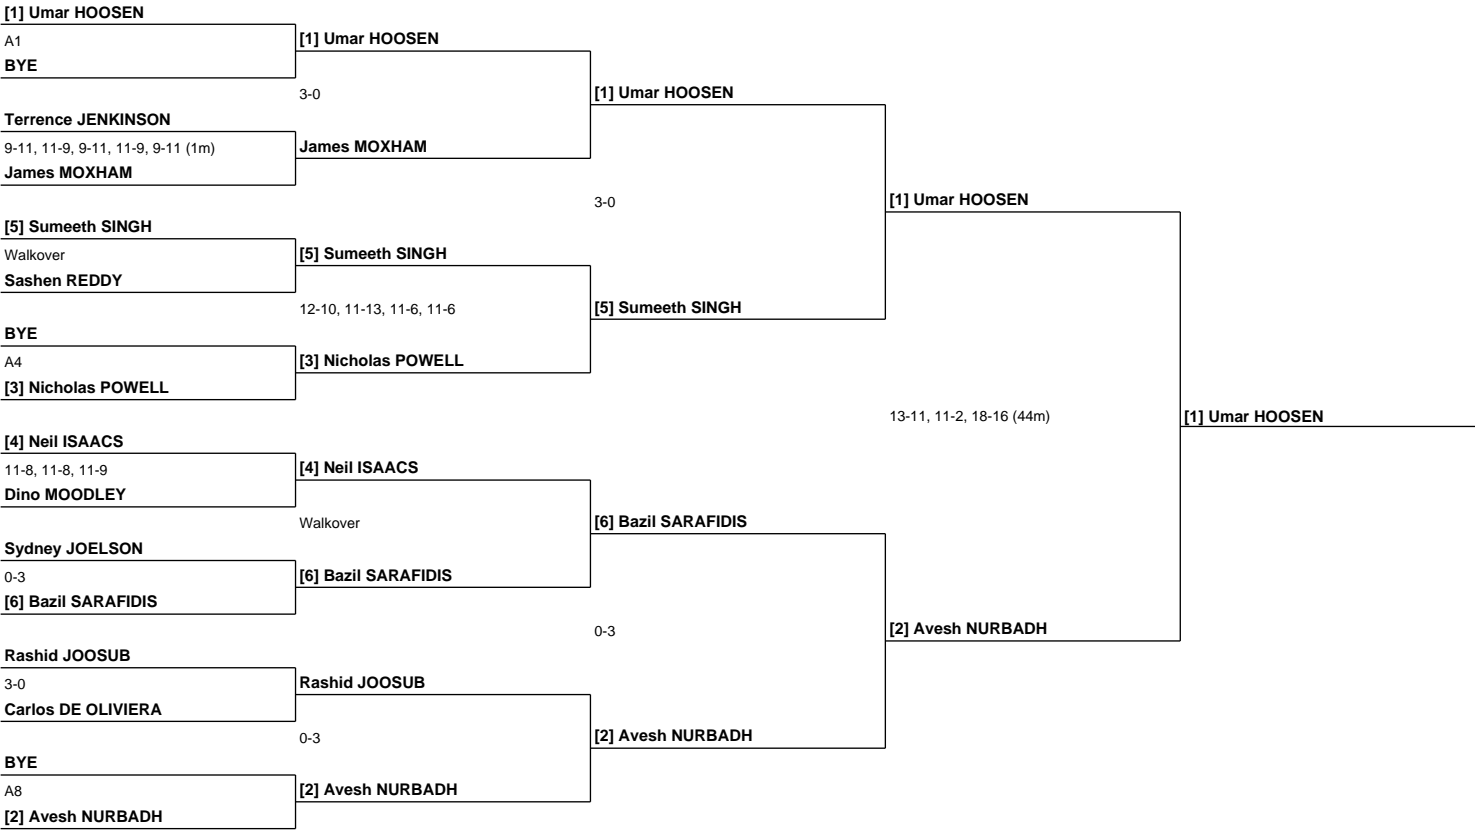 [1] Umar HOOSEN
A1
BYE
Terrence JENKINSON
9-11, 11-9, 9-11, 11-9, 9-11 (1m)
James MOXHAM
[5] Sumeeth SINGH
Walkover
Sashen REDDY
BYE
A4
[3] Nicholas POWELL
[4] Neil ISAACS
11-8, 11-8, 11-9
Dino MOODLEY
Sydney JOELSON
0-3
[6] Bazil SARAFIDIS
Rashid JOOSUB
3-0
Carlos DE OLIVIERA
BYE
A8
[2] Avesh NURBADH
[1] Umar HOOSEN
3-0
James MOXHAM
[5] Sumeeth SINGH
12-10, 11-13, 11-6, 11-6
[3] Nicholas POWELL
[4] Neil ISAACS
Walkover
[6] Bazil SARAFIDIS
Rashid JOOSUB
0-3
[2] Avesh NURBADH
[1] Umar HOOSEN
3-0
[5] Sumeeth SINGH
[6] Bazil SARAFIDIS
0-3
[2] Avesh NURBADH
[1] Umar HOOSEN
13-11, 11-2, 18-16 (44m)
[2] Avesh NURBADH
[1] Umar HOOSEN